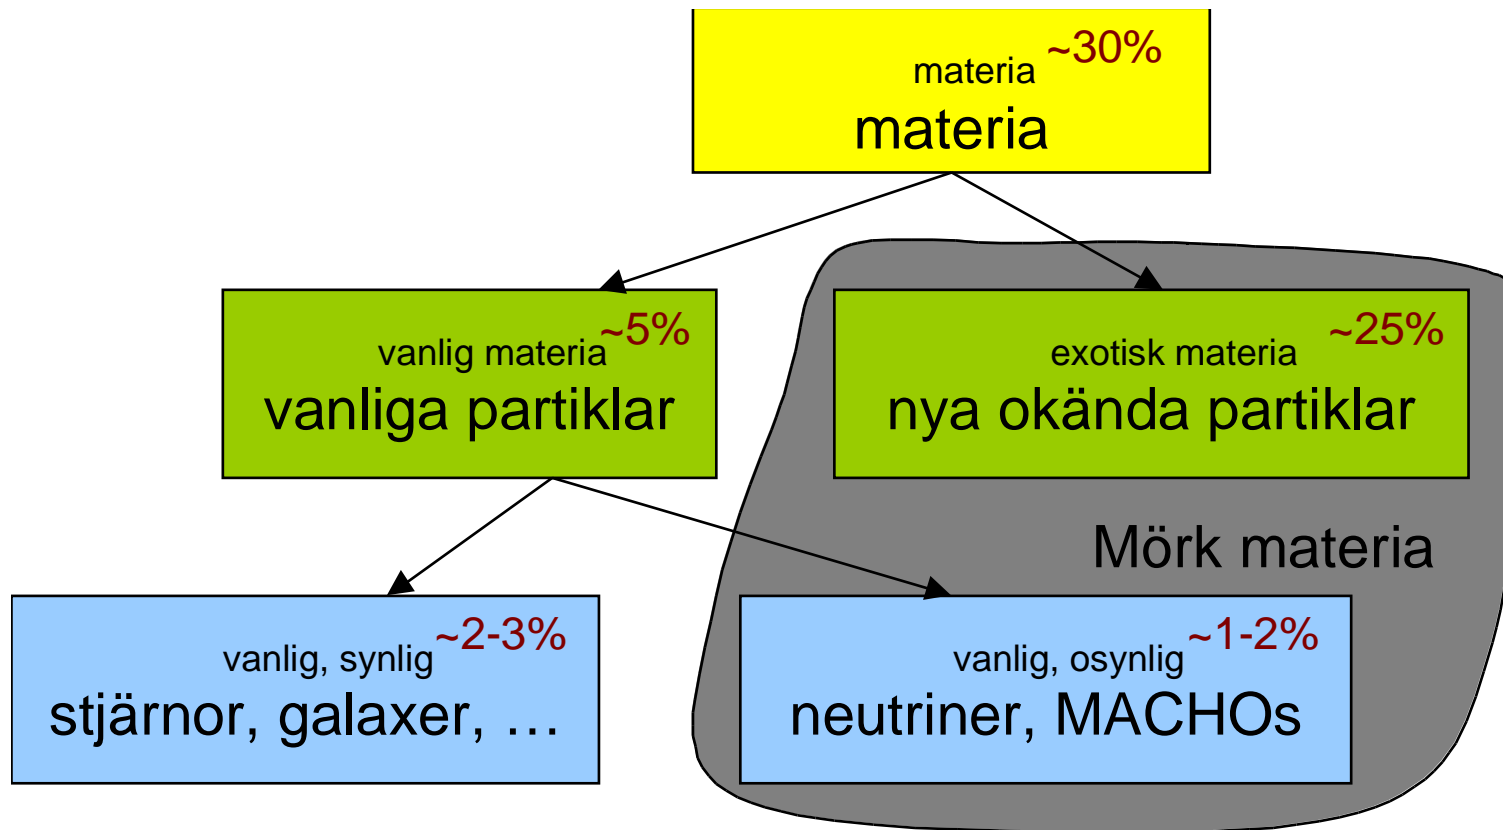 materia ~30%
materia
vanlig materia ~5%
vanliga partiklar
exotisk materia ~25%
nya okända partiklar
Mörk materia
vanlig, synlig ~2-3%
stjärnor, galaxer, …
vanlig, osynlig ~1-2%
neutriner, MACHOs